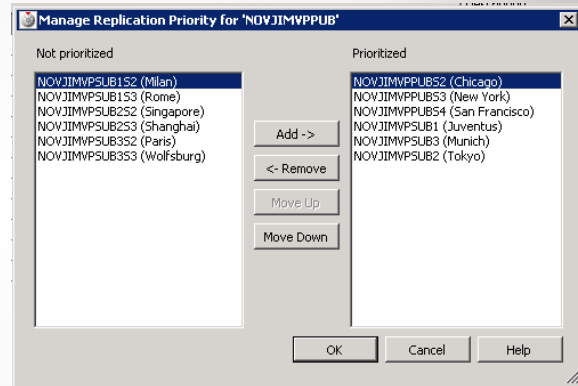 Manage Replication Priority for 'NOVJIMVPPUB'
Not prioritized
NOVJIMVPSUB1S2 (Milan)
NOVJIMVPSUB1S3 (Rome)
NOVJIMVPSUB2S2 (Singapore)
NOVJIMVPSUB2S3 (Shanghai)
NOVJIMVPSUB3S2 (Paris)
NOVJIMVPSUB3S3 (Wolfsburg)
Add ->
<- Remove
Move Up
Move Down
Prioritized
NOVJIMVPPUBS2 (Chicago)
NOVJIMVPPUBS3 (New York)
NOVJIMVPPUBS4 (San Francisco)
NOVJIMVPSUB1 (Juventus)
NOVJIMVPSUB3 (Munich)
NOVJIMVPSUB2 (Tokyo)
OK
Cancel
Help